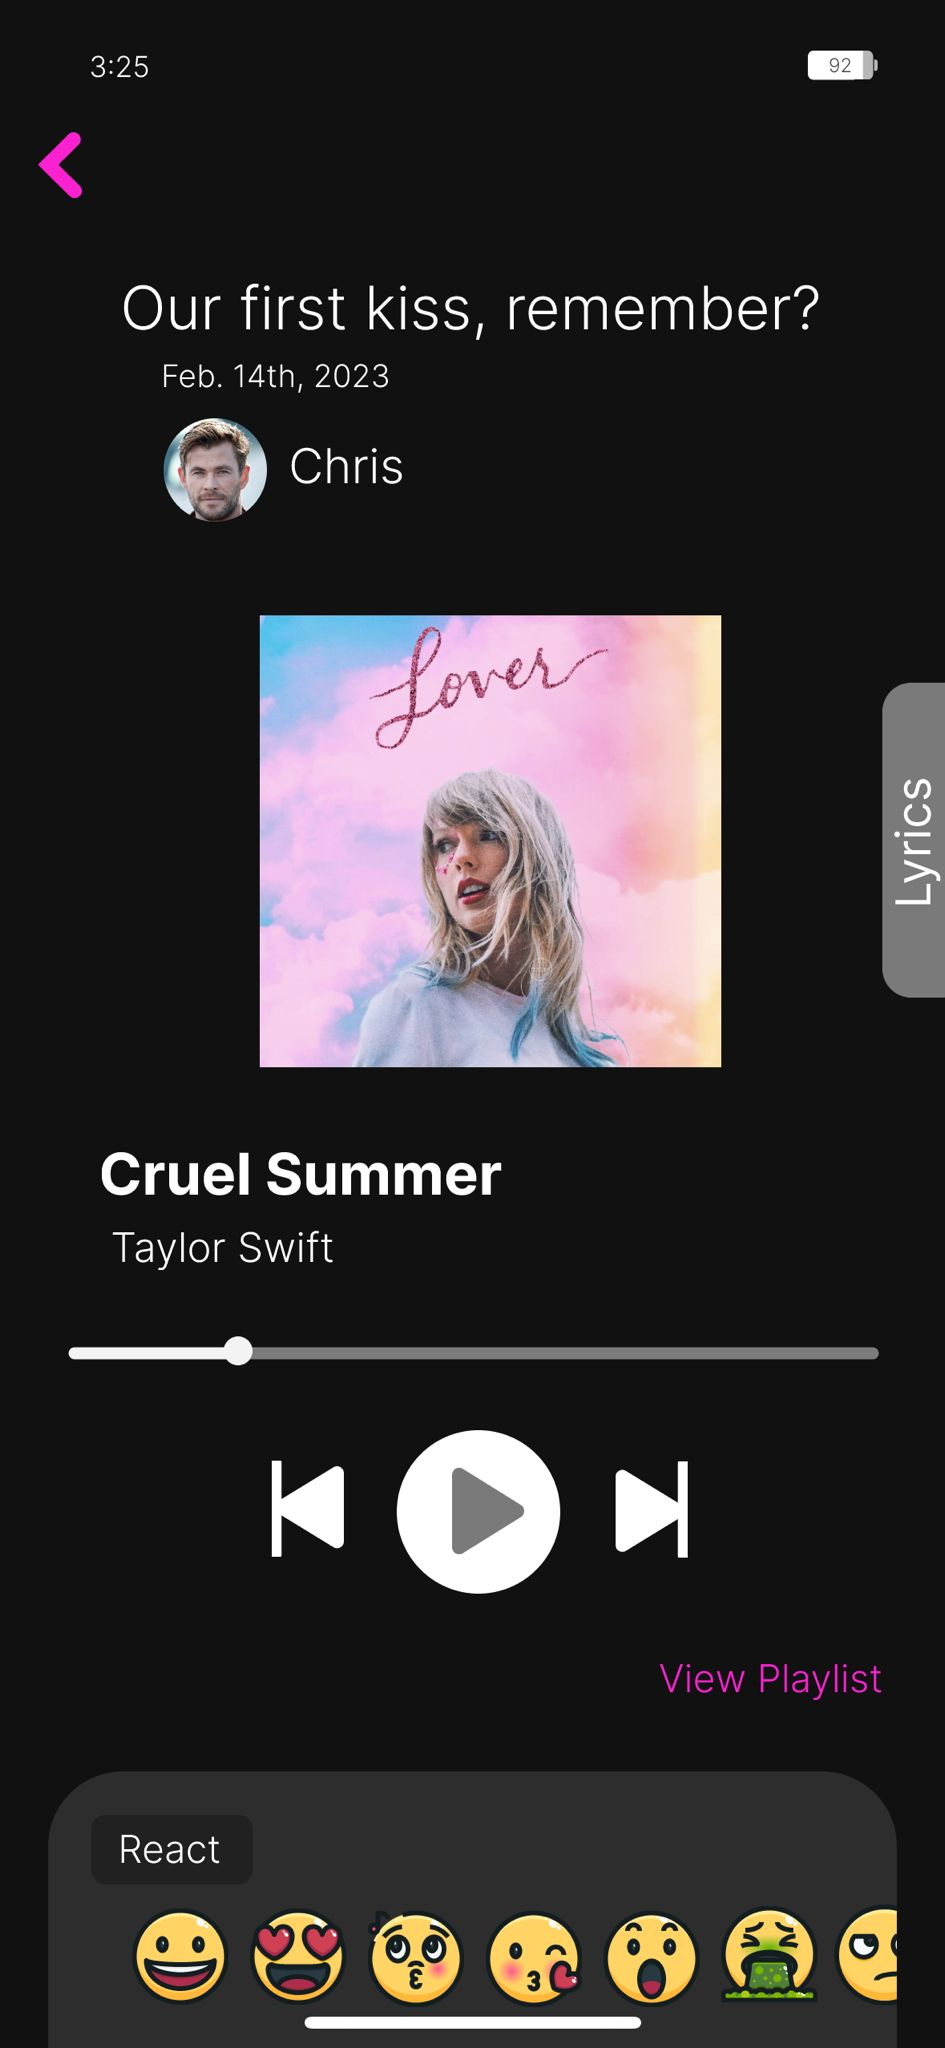 3:25
92
Our first kiss, remember?
Feb. 14th, 2023
Chris
Lover
Lyrics
Cruel Summer
Taylor Swift
View Playlist
React